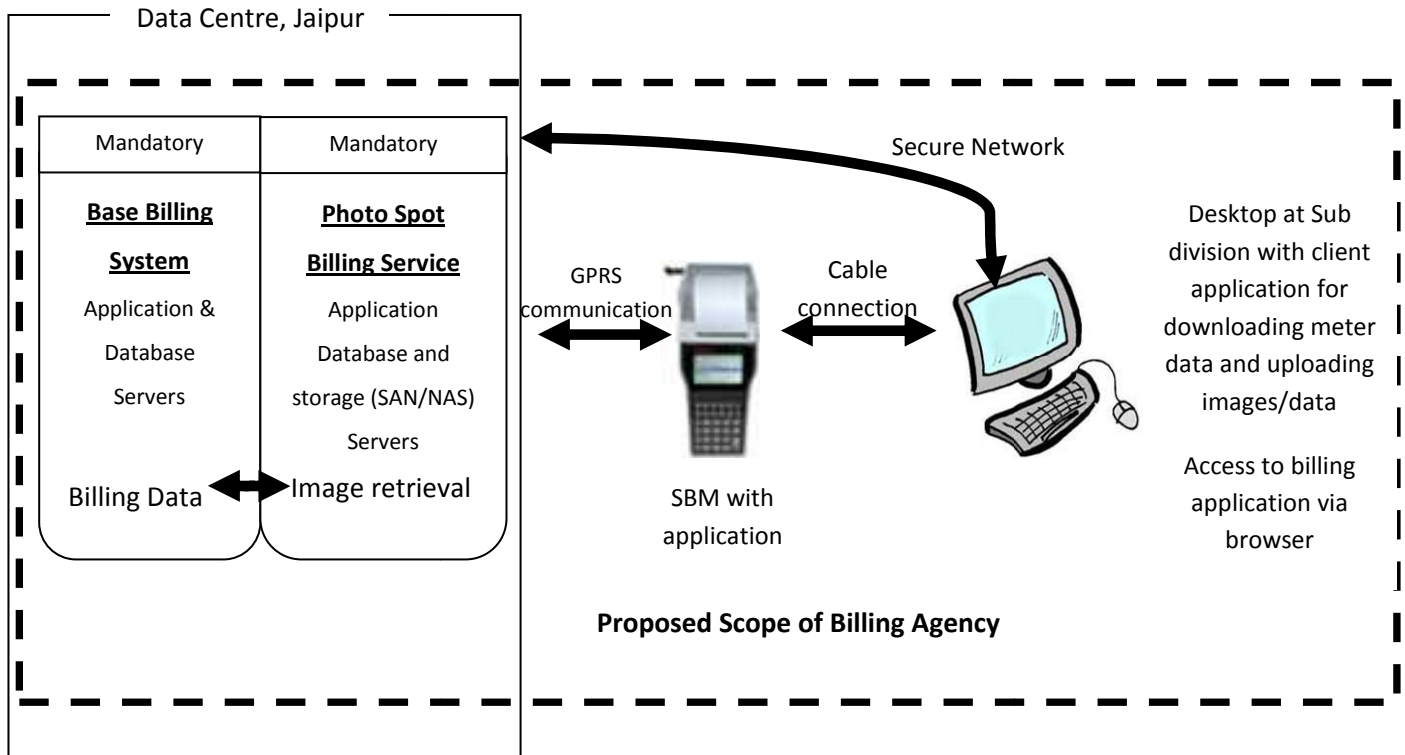 Data Centre, Jaipur
Mandatory
Base Billing
System
Application &
Database
Servers
Billing Data
Mandatory
Photo Spot
Billing Service
Application
Database and
storage (SAN/NAS)
Servers
Image retrieval
GPRS
communication
SBM with
application
Cable
connection
Secure Network
Desktop at Sub
division with client
application for
downloading meter
data and uploading
images/data
Access to billing
application via
browser
Proposed Scope of Billing Agency